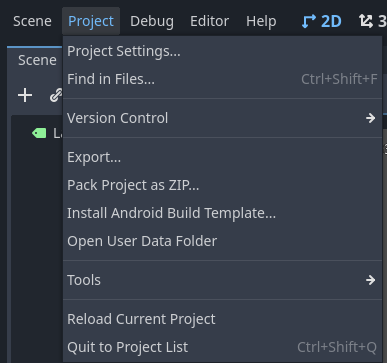 Scene Project Debug Editor Help 2D 3
Scene
Project Settings...
Find in Files... Ctrl+Shift+F
Version Control
Export...
Pack Project as ZIP...
Install Android Build Template...
Open User Data Folder
Tools
Reload Current Project
Quit to Project List Ctrl+Shift+Q